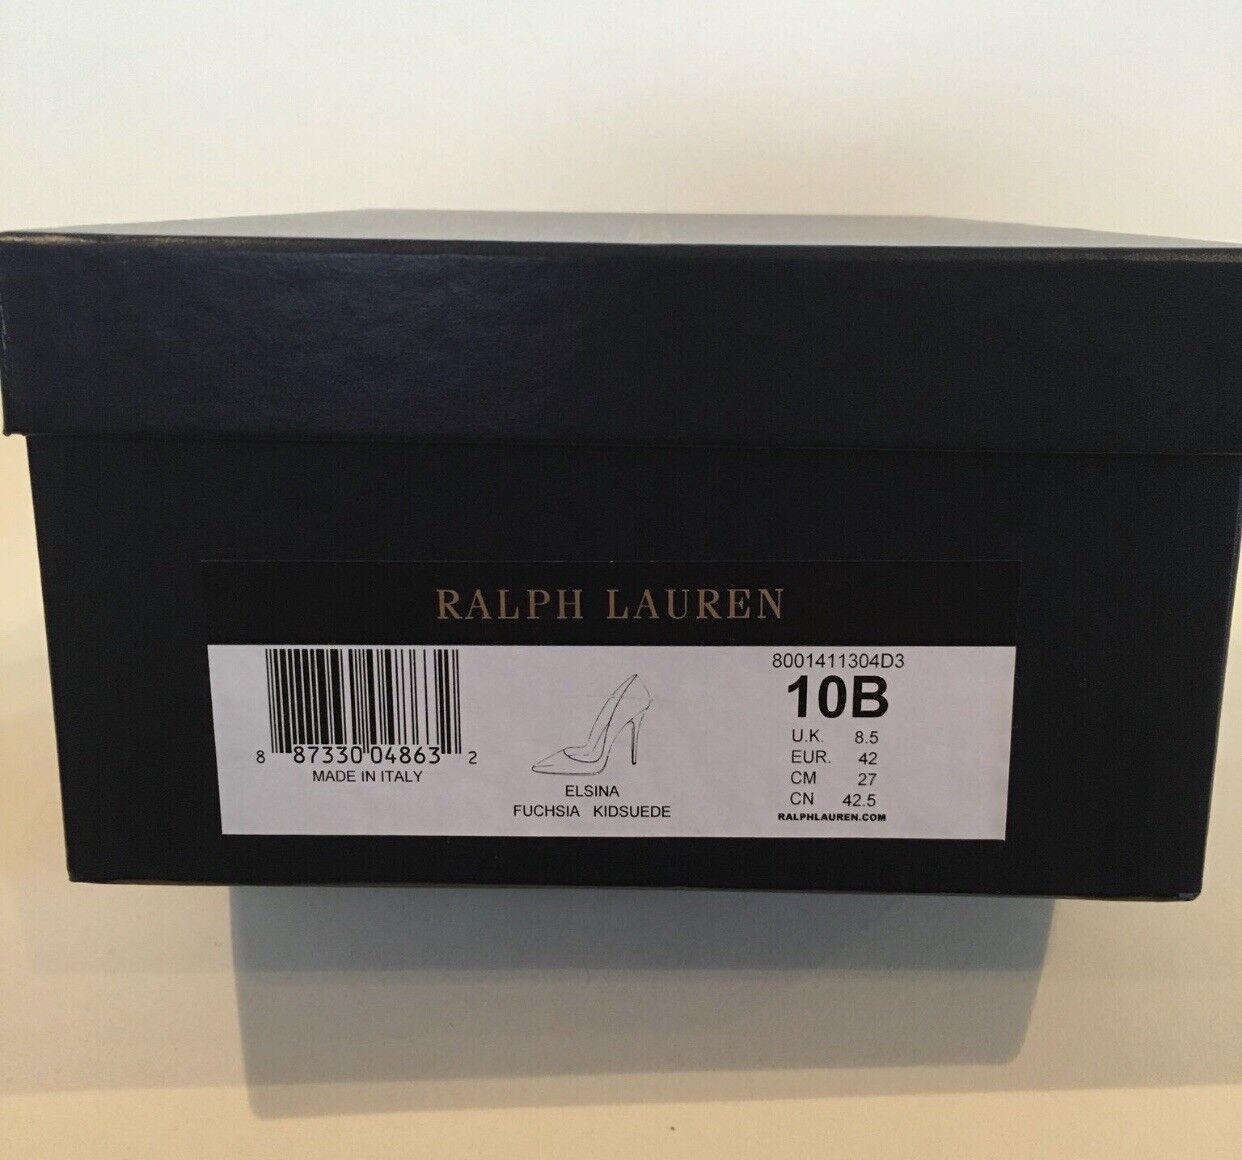 RALPH LAUREN
8 87330 04863 2
MADE IN ITALY
ELSINA
FUCHSIA KIDSUEDE
8001411304D3
10B
U.K. 8.5
EUR. 42
CM 27
CN 42.5
RALPHLAUREN.COM